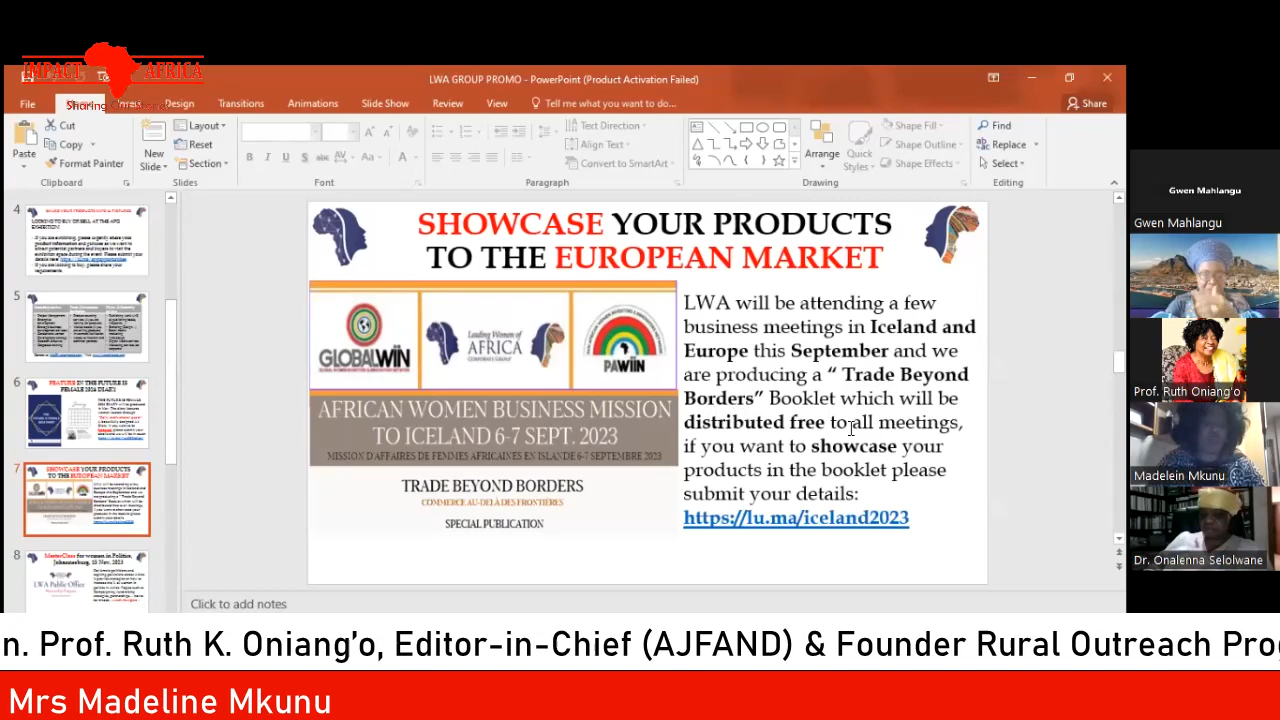 IMPACT AFRICA
LWA GROUP PROMO - PowerPoint (Product Activation Failed)
File
Design
Transitions
Animations
Slide Show
Review
View
Tell me what you want to do...
Share
Cut
Copy
Format Painter
Paste
Clipboard
New
Slide
Layout
Reset
Section
Slides
Font
Text Direction
Align Text
Convert to SmartArt
Paragraph
Arrange
Quick
Styles
Shape Fill
Shape Outline
Shape Effects
Drawing
Find
Replace
Select
Editing
4
5
6
7
8
SHOWCASE YOUR PRODUCTS
TO THE EUROPEAN MARKET
GLOBALWIN
Leading Women of
AFRICA
PAWIIN
AFRICAN WOMEN BUSINESS MISSION
TO ICELAND 6-7 SEPT. 2023
MISSION D'AFFAIRES DE FEMMES AFRICAINES EN ISLANDE 6-7 SEPTEMBRE 2023
TRADE BEYOND BORDERS
COMMERCE AU-DELÀ DES FRONTIÈRES
SPECIAL PUBLICATION
LWA will be attending a few
business meetings in Iceland and
Europe this September and we
are producing a “ Trade Beyond
Borders” Booklet which will be
distributed free to all meetings,
if you want to showcase your
products in the booklet please
submit your details:
https://lu.ma/iceland2023
Click to add notes
Gwen Mahlangu
Gwen Mahlangu
Prof. Ruth Oniang'o
Madelein Mkunu
Dr. Onalenna Selolwane
n. Prof. Ruth K. Oniang’o, Editor-in-Chief (AJFAND) & Founder Rural Outreach Prog
Mrs Madeline Mkunu